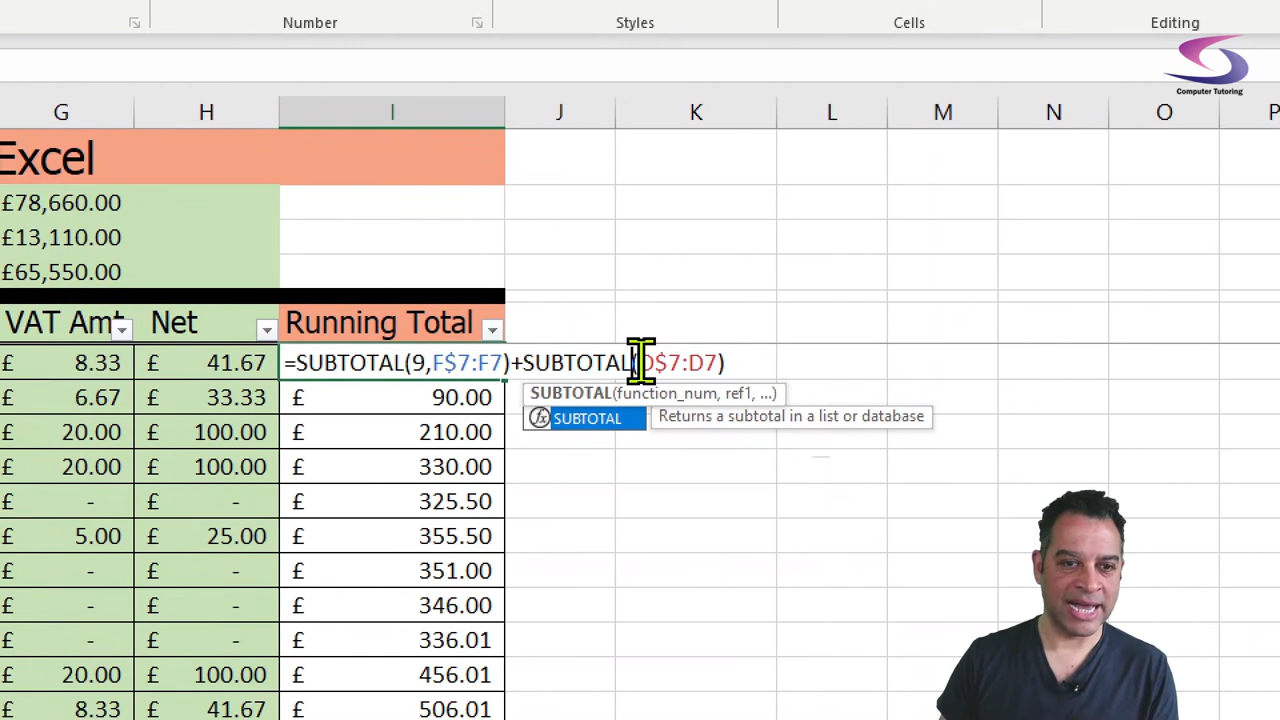 Number Styles Cells Editing
Computer Tutoring
G H I J K L M N O P
Excel
£78,660.00
£13,110.00
£65,550.00
VAT Amt Net Running Total
£ 8.33 £ 41.67 =SUBTOTAL(9,F$7:F7)+SUBTOTAL(D$7:D7)
£ 6.67 £ 33.33 £ 90.00
SUBTOTAL(function_num, ref1, ...)
£ 20.00 £ 100.00 £ 210.00
fx SUBTOTAL Returns a subtotal in a list or database
£ 20.00 £ 100.00 £ 330.00
£ - £ - £ 325.50
£ 5.00 £ 25.00 £ 355.50
£ - £ - £ 351.00
£ - £ - £ 346.00
£ - £ - £ 336.01
£ 20.00 £ 100.00 £ 456.01
£ 8.33 £ 41.67 £ 506.01